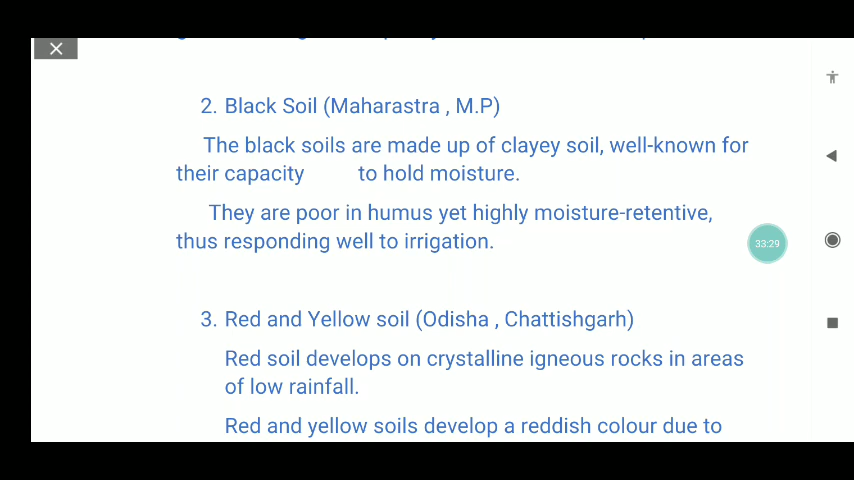 2. Black Soil (Maharastra , M.P)
The black soils are made up of clayey soil, well-known for
their capacity to hold moisture.
They are poor in humus yet highly moisture-retentive,
thus responding well to irrigation.
33:29
3. Red and Yellow soil (Odisha , Chattishgarh)
Red soil develops on crystalline igneous rocks in areas
of low rainfall.
Red and yellow soils develop a reddish colour due to